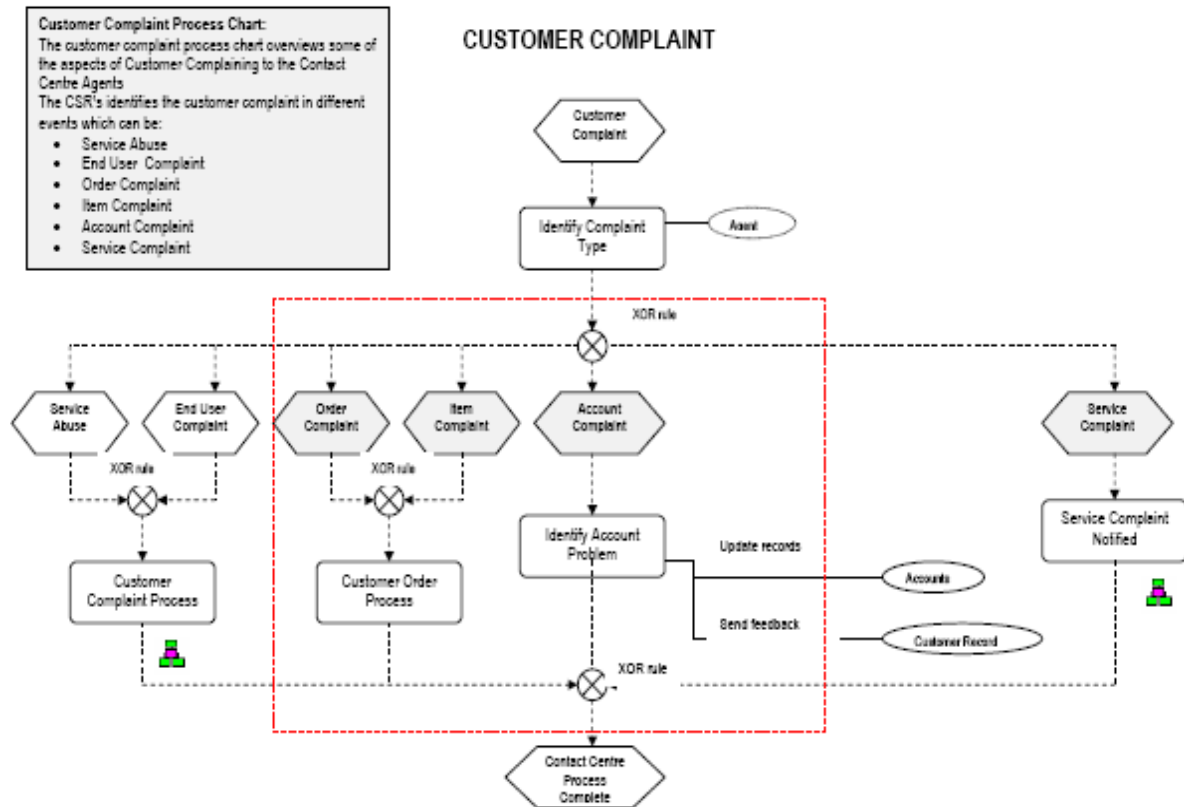 Customer Complaint Process Chart:
The customer complaint process chart overviews some of
the aspects of Customer Complaining to the Contact
Centre Agents
The CSR's identifies the customer complaint in different
events which can be:
• Service Abuse
• End User Complaint
• Order Complaint
• Item Complaint
• Account Complaint
• Service Complaint
CUSTOMER COMPLAINT
Customer
Complaint
Identify Complaint
Type
Agent
XOR rule
Service
Abuse
End User
Complaint
Order
Complaint
Item
Complaint
Account
Complaint
Service
Complaint
XOR rule
XOR rule
Identify Account
Problem
Service Complaint
Notified
Update records
Customer
Complaint Process
Customer Order
Process
Accounts
Send feedback
Customer Record
XOR rule
Contact Centre
Process
Complete